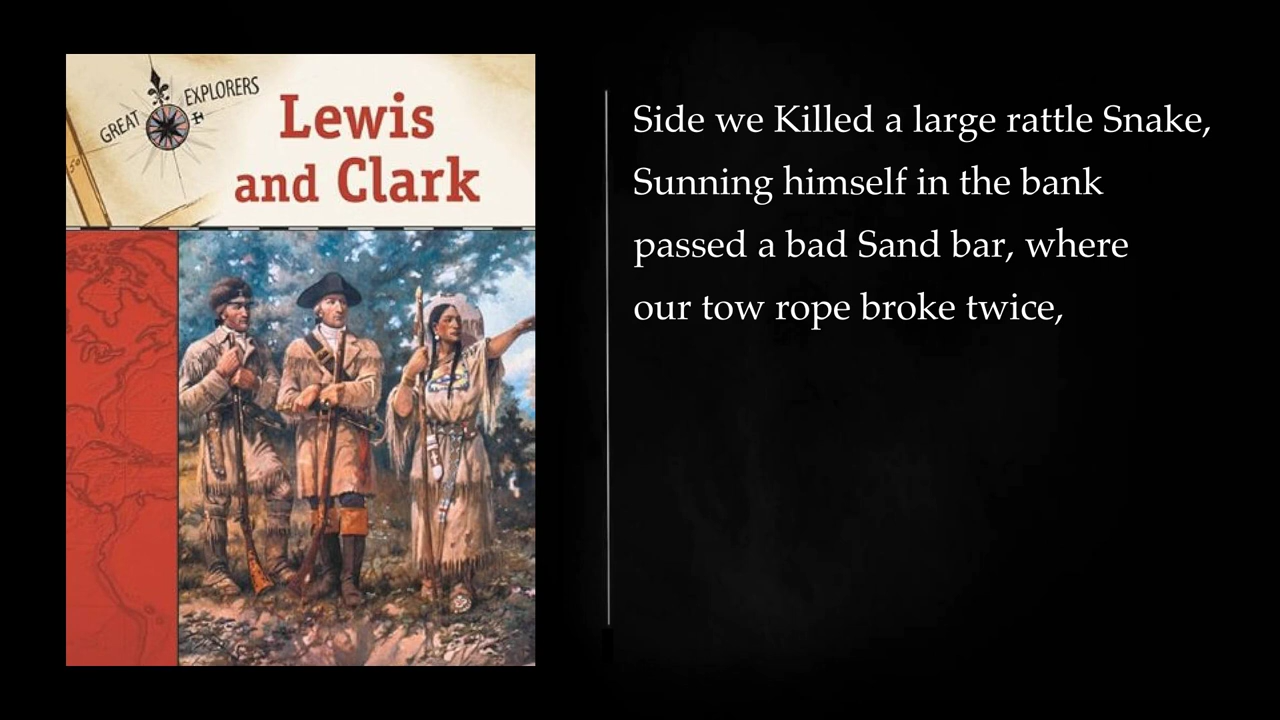 GREAT EXPLORERS
Lewis
and Clark
50
Side we Killed a large rattle Snake,
Sunning himself in the bank
passed a bad Sand bar, where
our tow rope broke twice,